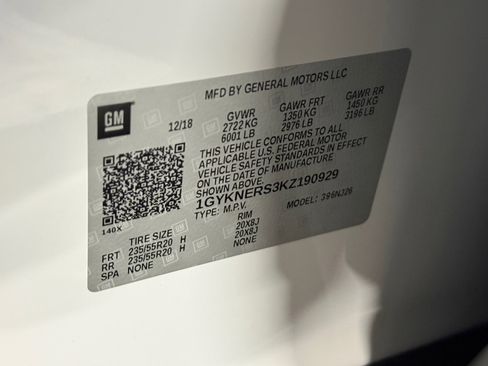 GM
MFD BY GENERAL MOTORS LLC
12/18 GVWR GAWR FRT GAWR RR
2722 KG 1350 KG 1450 KG
6001 LB 2976 LB 3196 LB
THIS VEHICLE CONFORMS TO ALL
APPLICABLE U.S. FEDERAL MOTOR
VEHICLE SAFETY STANDARDS IN EFFECT
ON THE DATE OF MANUFACTURE
SHOWN ABOVE.
1GYKNERS3KZ190929
TYPE: M.P.V. MODEL: 396NJ26
140X
TIRE SIZE RIM
FRT 235/55R20 H 20X8J
RR 235/55R20 H 20X8J
SPA NONE NONE